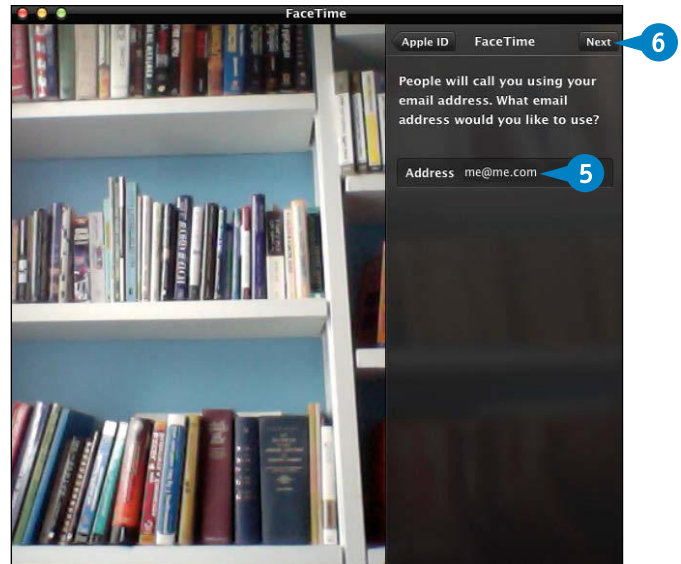 FaceTime
Apple ID FaceTime Next 6
People will call you using your
email address. What email
address would you like to use?
Address me@me.com 5